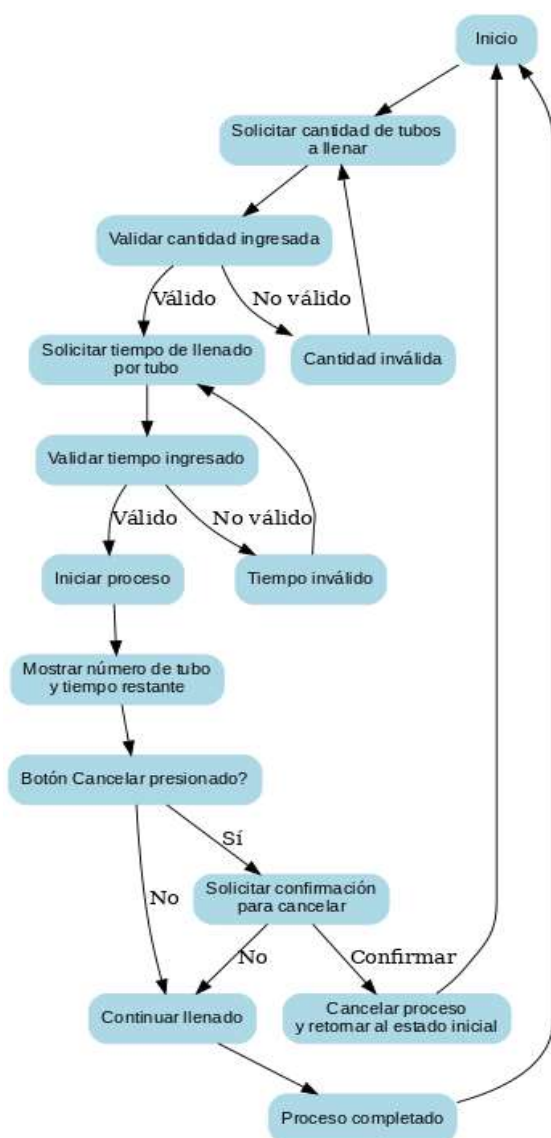 Inicio
Solicitar cantidad de tubos
a llenar
Validar cantidad ingresada
Válido
No válido
Solicitar tiempo de llenado
por tubo
Cantidad inválida
Validar tiempo ingresado
Válido
No válido
Iniciar proceso
Tiempo inválido
Mostrar número de tubo
y tiempo restante
Botón Cancelar presionado?
Sí
No
Solicitar confirmación
para cancelar
No
Confirmar
Continuar llenado
Cancelar proceso
y retornar al estado inicial
Proceso completado